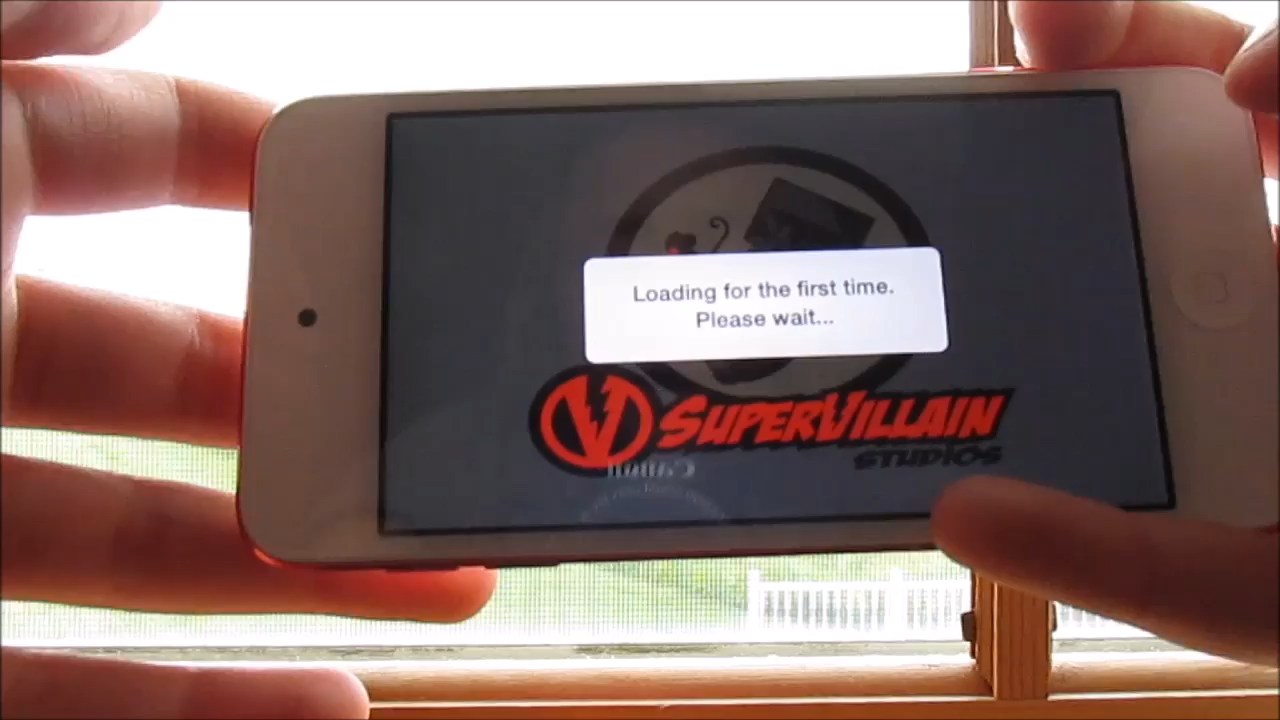 Loading for the first time.
Please wait...
SUPERVILLAIN
STUDIOS